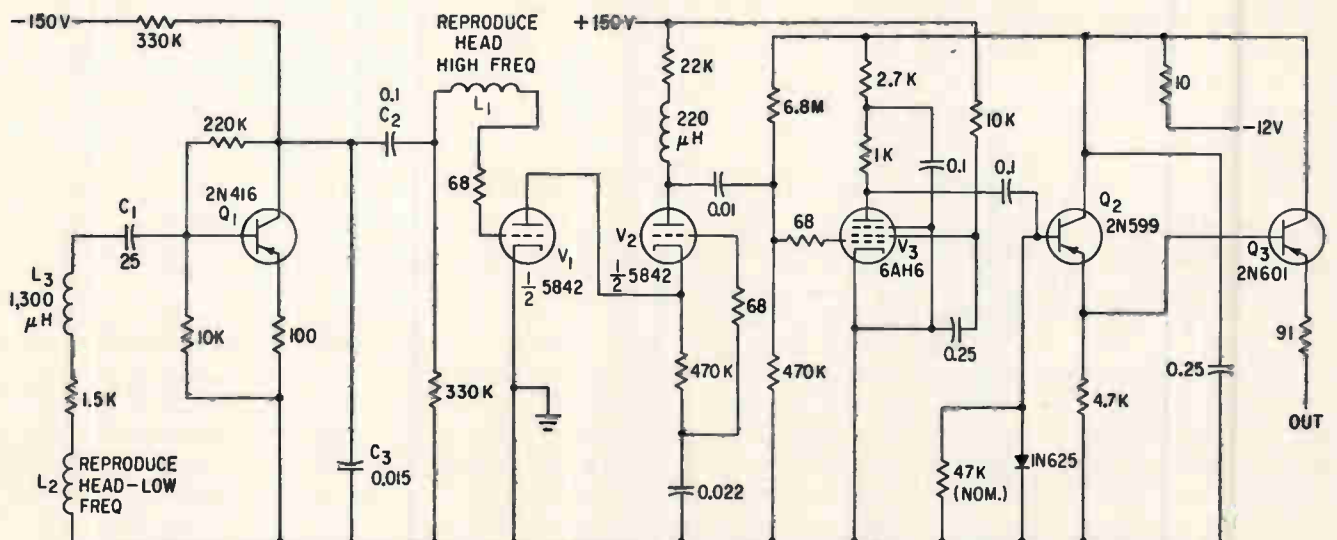 -150V
330K
REPRODUCE
HEAD
HIGH FREQ
L1
+150V
22K
220
μH
6.8M
2.7K
1K
0.1
10K
10
-12V
0.1
C2
220K
2N416
Q1
C1
25
68
V1
1/2 5842
V2
1/2 5842
0.01
68
68
V3
6AH6
0.1
Q2
2N599
Q3
2N601
L3
1,300
μH
10K
100
1.5K
330K
470K
470K
0.25
4.7K
0.25
91
OUT
L2
REPRODUCE
HEAD-LOW
FREQ
C3
0.015
0.022
47K
(NOM.)
IN625